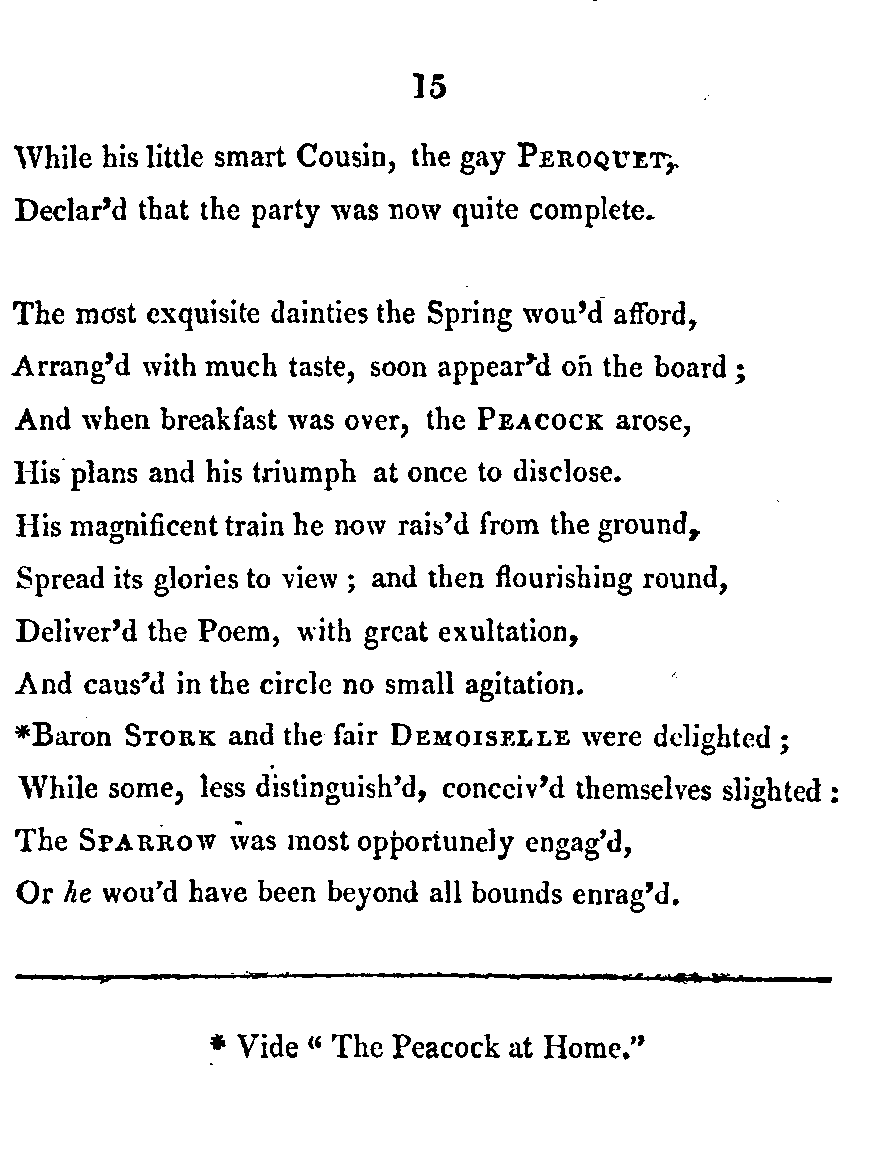 15
While his little smart Cousin, the gay PEROQUET,
Declar'd that the party was now quite complete.
The most exquisite dainties the Spring wou'd afford,
Arrang'd with much taste, soon appear'd on the board ;
And when breakfast was over, the PEACOCK arose,
His plans and his triumph at once to disclose.
His magnificent train he now rais'd from the ground,
Spread its glories to view ; and then flourishing round,
Deliver'd the Poem, with great exultation,
And caus'd in the circle no small agitation.
*Baron STORK and the fair DEMOISELLE were delighted ;
While some, less distinguish'd, conceiv'd themselves slighted :
The SPARROW was most opportunely engag'd,
Or he wou'd have been beyond all bounds enrag'd.
* Vide “ The Peacock at Home.”